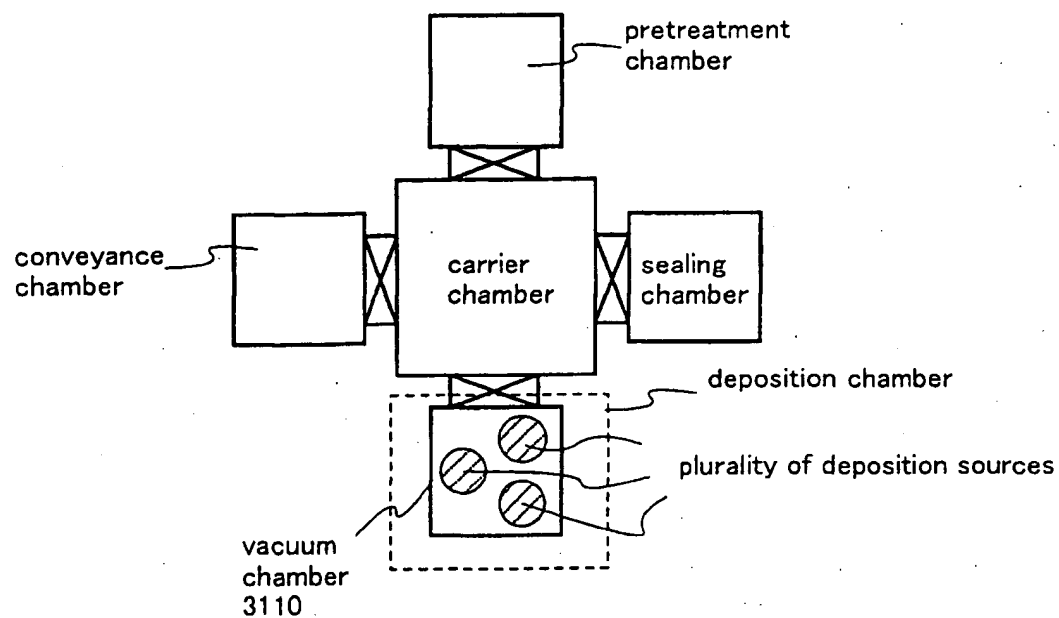 pretreatment
chamber
conveyance
chamber
carrier
chamber
sealing
chamber
deposition chamber
plurality of deposition sources
vacuum
chamber
3110